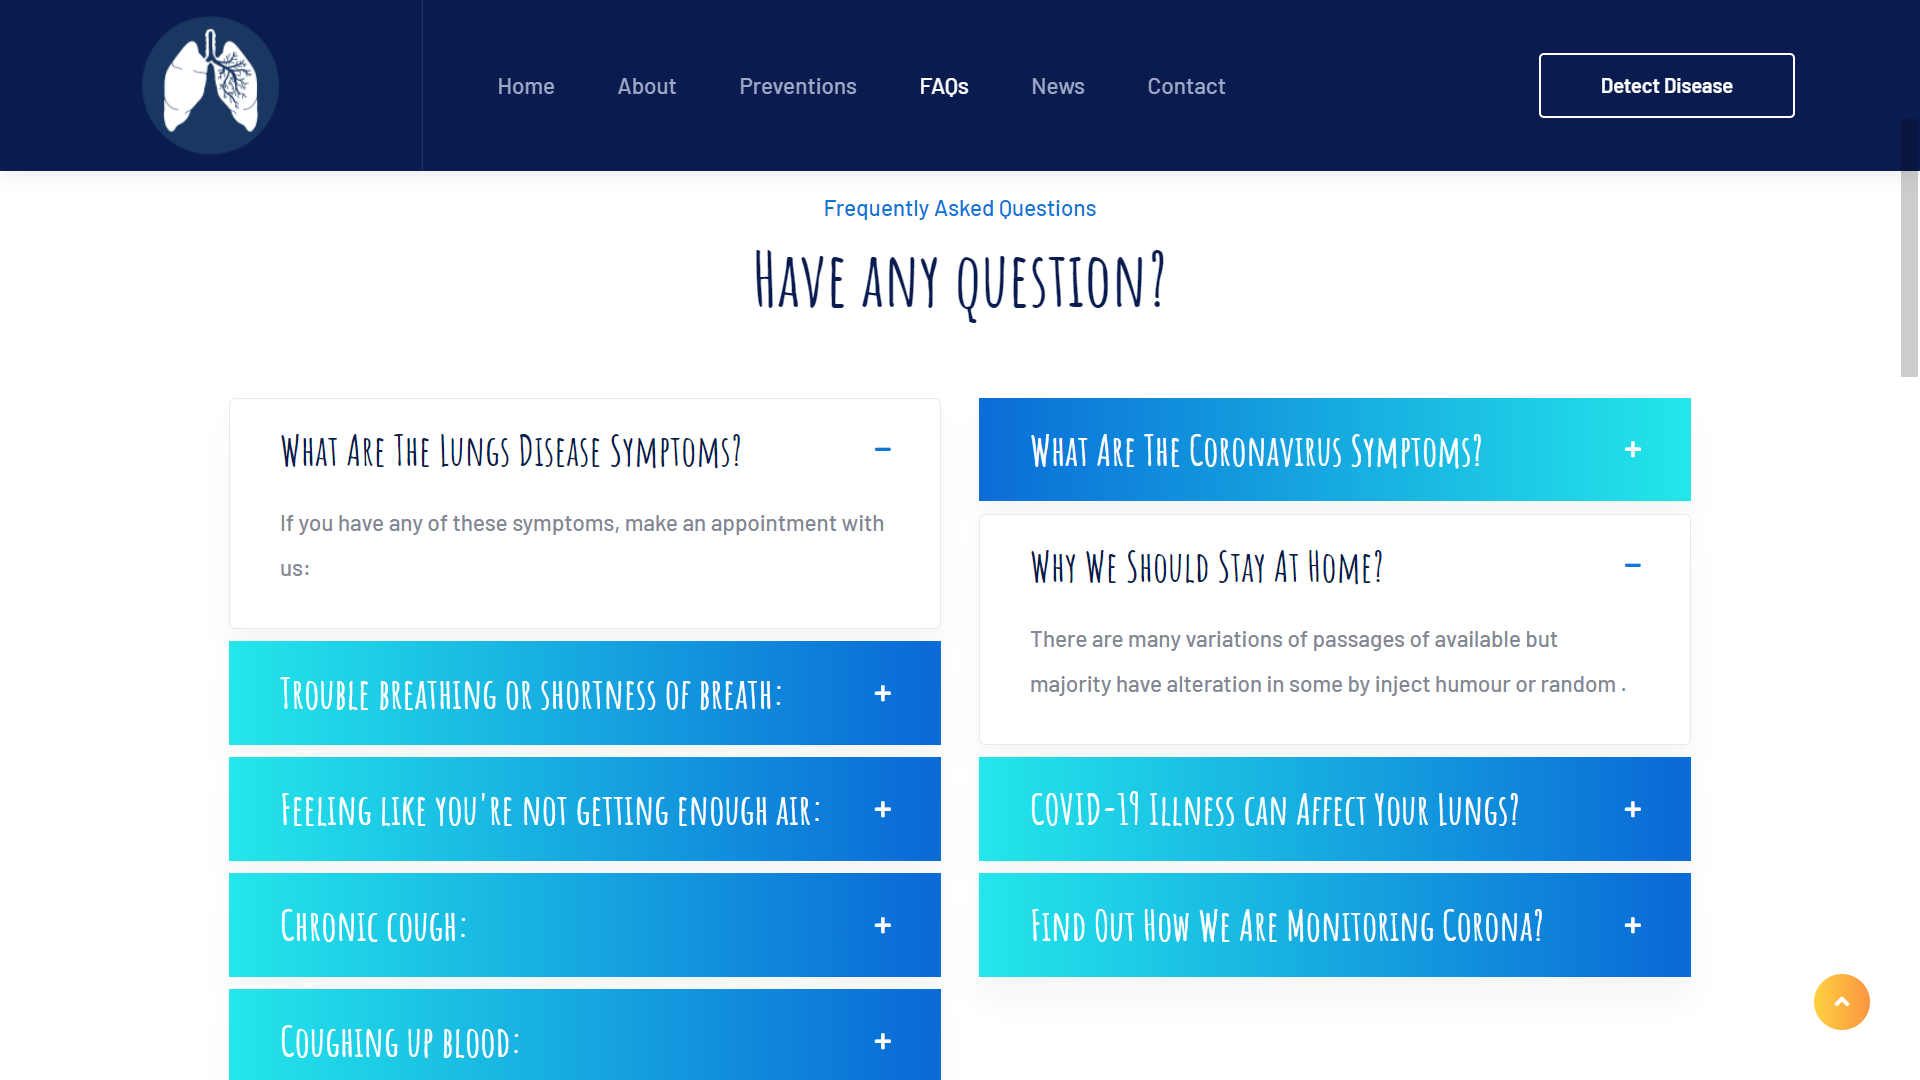 Home
About
Preventions
FAQs
News
Contact
Detect Disease
Frequently Asked Questions
Have any question?
What Are The Lungs Disease Symptoms?
If you have any of these symptoms, make an appointment with
us:
Trouble breathing or shortness of breath:
Feeling like you're not getting enough air:
Chronic cough:
Coughing up blood:
What Are The Coronavirus Symptoms?
Why We Should Stay At Home?
There are many variations of passages of available but
majority have alteration in some by inject humour or random .
COVID-19 Illness can Affect Your Lungs?
Find Out How We Are Monitoring Corona?